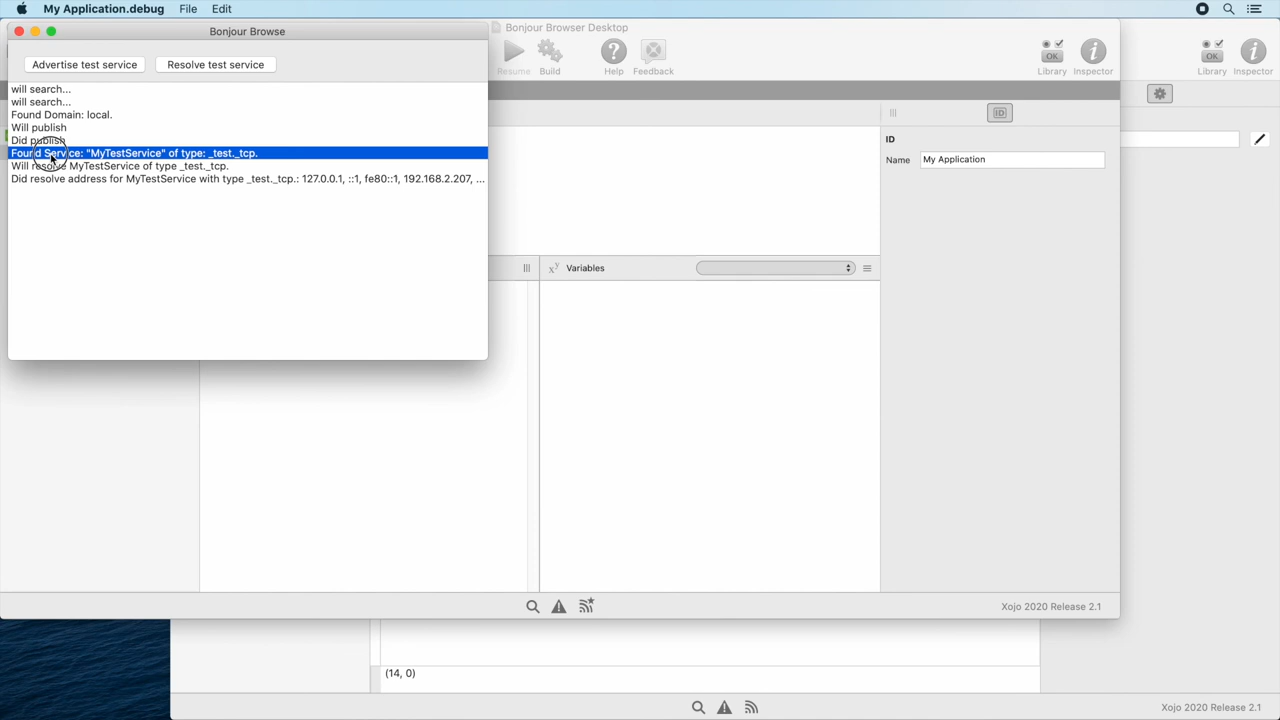 My Application.debug File Edit
Bonjour Browse
Bonjour Browser Desktop
Advertise test service Resolve test service
Resume Build Help Feedback Library Inspector Library Inspector
OK OK
will search...
will search...
Found Domain: local.
Will publish
Did publish
Found Service: "MyTestService" of type: _test._tcp.
Will resolve MyTestService of type _test._tcp.
Did resolve address for MyTestService with type _test._tcp.: 127.0.0.1, ::1, fe80::1, 192.168.2.207, ...
ID
ID
Name My Application
xy Variables
Xojo 2020 Release 2.1
(14, 0)
Xojo 2020 Release 2.1